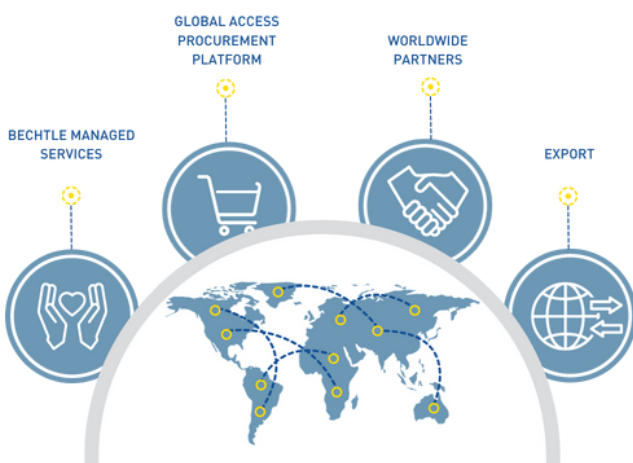 GLOBAL ACCESS
PROCUREMENT
PLATFORM
WORLDWIDE
PARTNERS
BECHTLE MANAGED
SERVICES
EXPORT